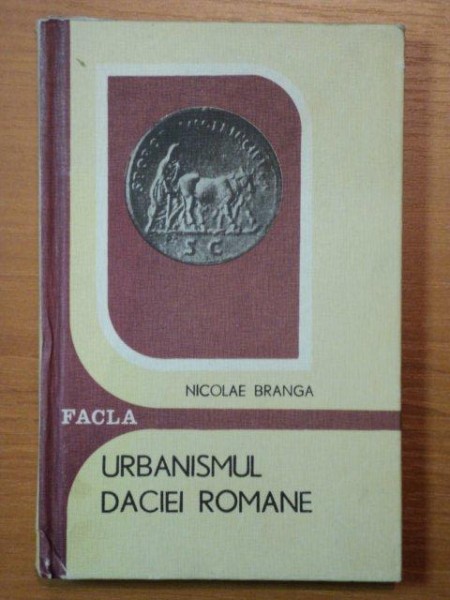 S C
NICOLAE BRANGA
FACLA
URBANISMUL
DACIEI ROMANE